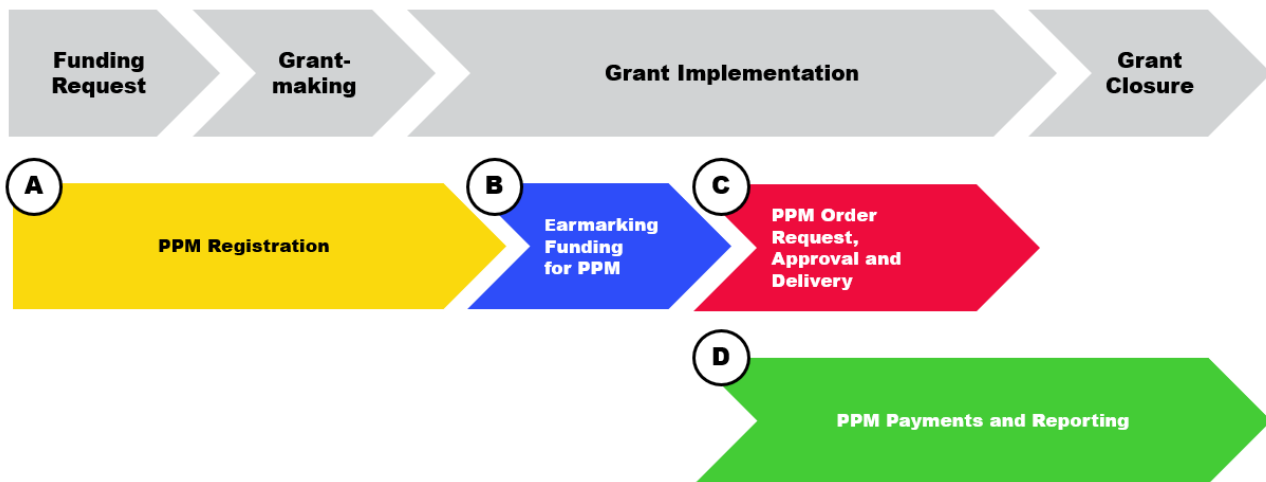 Funding
Request
Grant-
making
Grant Implementation
Grant
Closure
A
PPM Registration
B
Earmarking
Funding
for PPM
C
PPM Order
Request,
Approval and
Delivery
D
PPM Payments and Reporting